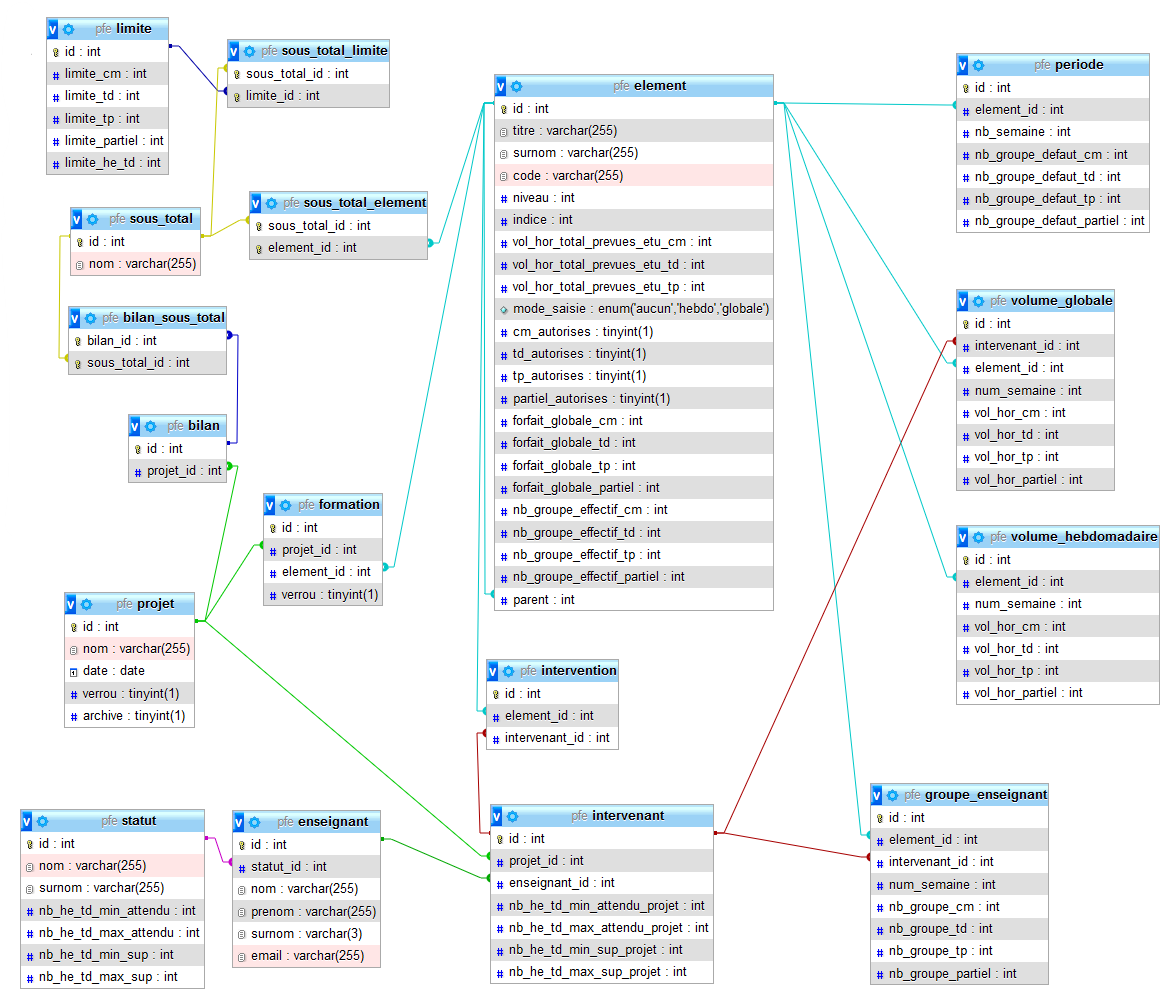 v pfe limite
id : int
# limite_cm : int
# limite_td : int
# limite_tp : int
# limite_partiel : int
# limite_he_td : int
v pfe sous_total_limite
sous_total_id : int
limite_id : int
v pfe sous_total
id : int
nom : varchar(255)
v pfe sous_total_element
sous_total_id : int
element_id : int
v pfe bilan_sous_total
bilan_id : int
sous_total_id : int
v pfe bilan
id : int
# projet_id : int
v pfe formation
id : int
# projet_id : int
# element_id : int
# verrou : tinyint(1)
v pfe projet
id : int
nom : varchar(255)
date : date
# verrou : tinyint(1)
# archive : tinyint(1)
v pfe element
id : int
titre : varchar(255)
surnom : varchar(255)
code : varchar(255)
# niveau : int
# indice : int
# vol_hor_total_prevues_etu_cm : int
# vol_hor_total_prevues_etu_td : int
# vol_hor_total_prevues_etu_tp : int
mode_saisie : enum('aucun','hebdo','globale')
# cm_autorises : tinyint(1)
# td_autorises : tinyint(1)
# tp_autorises : tinyint(1)
# partiel_autorises : tinyint(1)
# forfait_globale_cm : int
# forfait_globale_td : int
# forfait_globale_tp : int
# forfait_globale_partiel : int
# nb_groupe_effectif_cm : int
# nb_groupe_effectif_td : int
# nb_groupe_effectif_tp : int
# nb_groupe_effectif_partiel : int
# parent : int
v pfe periode
id : int
# element_id : int
# nb_semaine : int
# nb_groupe_defaut_cm : int
# nb_groupe_defaut_td : int
# nb_groupe_defaut_tp : int
# nb_groupe_defaut_partiel : int
v pfe volume_globale
id : int
# intervenant_id : int
# element_id : int
# num_semaine : int
# vol_hor_cm : int
# vol_hor_td : int
# vol_hor_tp : int
# vol_hor_partiel : int
v pfe volume_hebdomadaire
id : int
# element_id : int
# num_semaine : int
# vol_hor_cm : int
# vol_hor_td : int
# vol_hor_tp : int
# vol_hor_partiel : int
v pfe intervention
id : int
# element_id : int
# intervenant_id : int
v pfe statut
id : int
nom : varchar(255)
surnom : varchar(255)
# nb_he_td_min_attendu : int
# nb_he_td_max_attendu : int
# nb_he_td_min_sup : int
# nb_he_td_max_sup : int
v pfe enseignant
id : int
# statut_id : int
nom : varchar(255)
prenom : varchar(255)
surnom : varchar(3)
email : varchar(255)
v pfe intervenant
id : int
# projet_id : int
# enseignant_id : int
# nb_he_td_min_attendu_projet : int
# nb_he_td_max_attendu_projet : int
# nb_he_td_min_sup_projet : int
# nb_he_td_max_sup_projet : int
v pfe groupe_enseignant
id : int
# element_id : int
# intervenant_id : int
# num_semaine : int
# nb_groupe_cm : int
# nb_groupe_td : int
# nb_groupe_tp : int
# nb_groupe_partiel : int